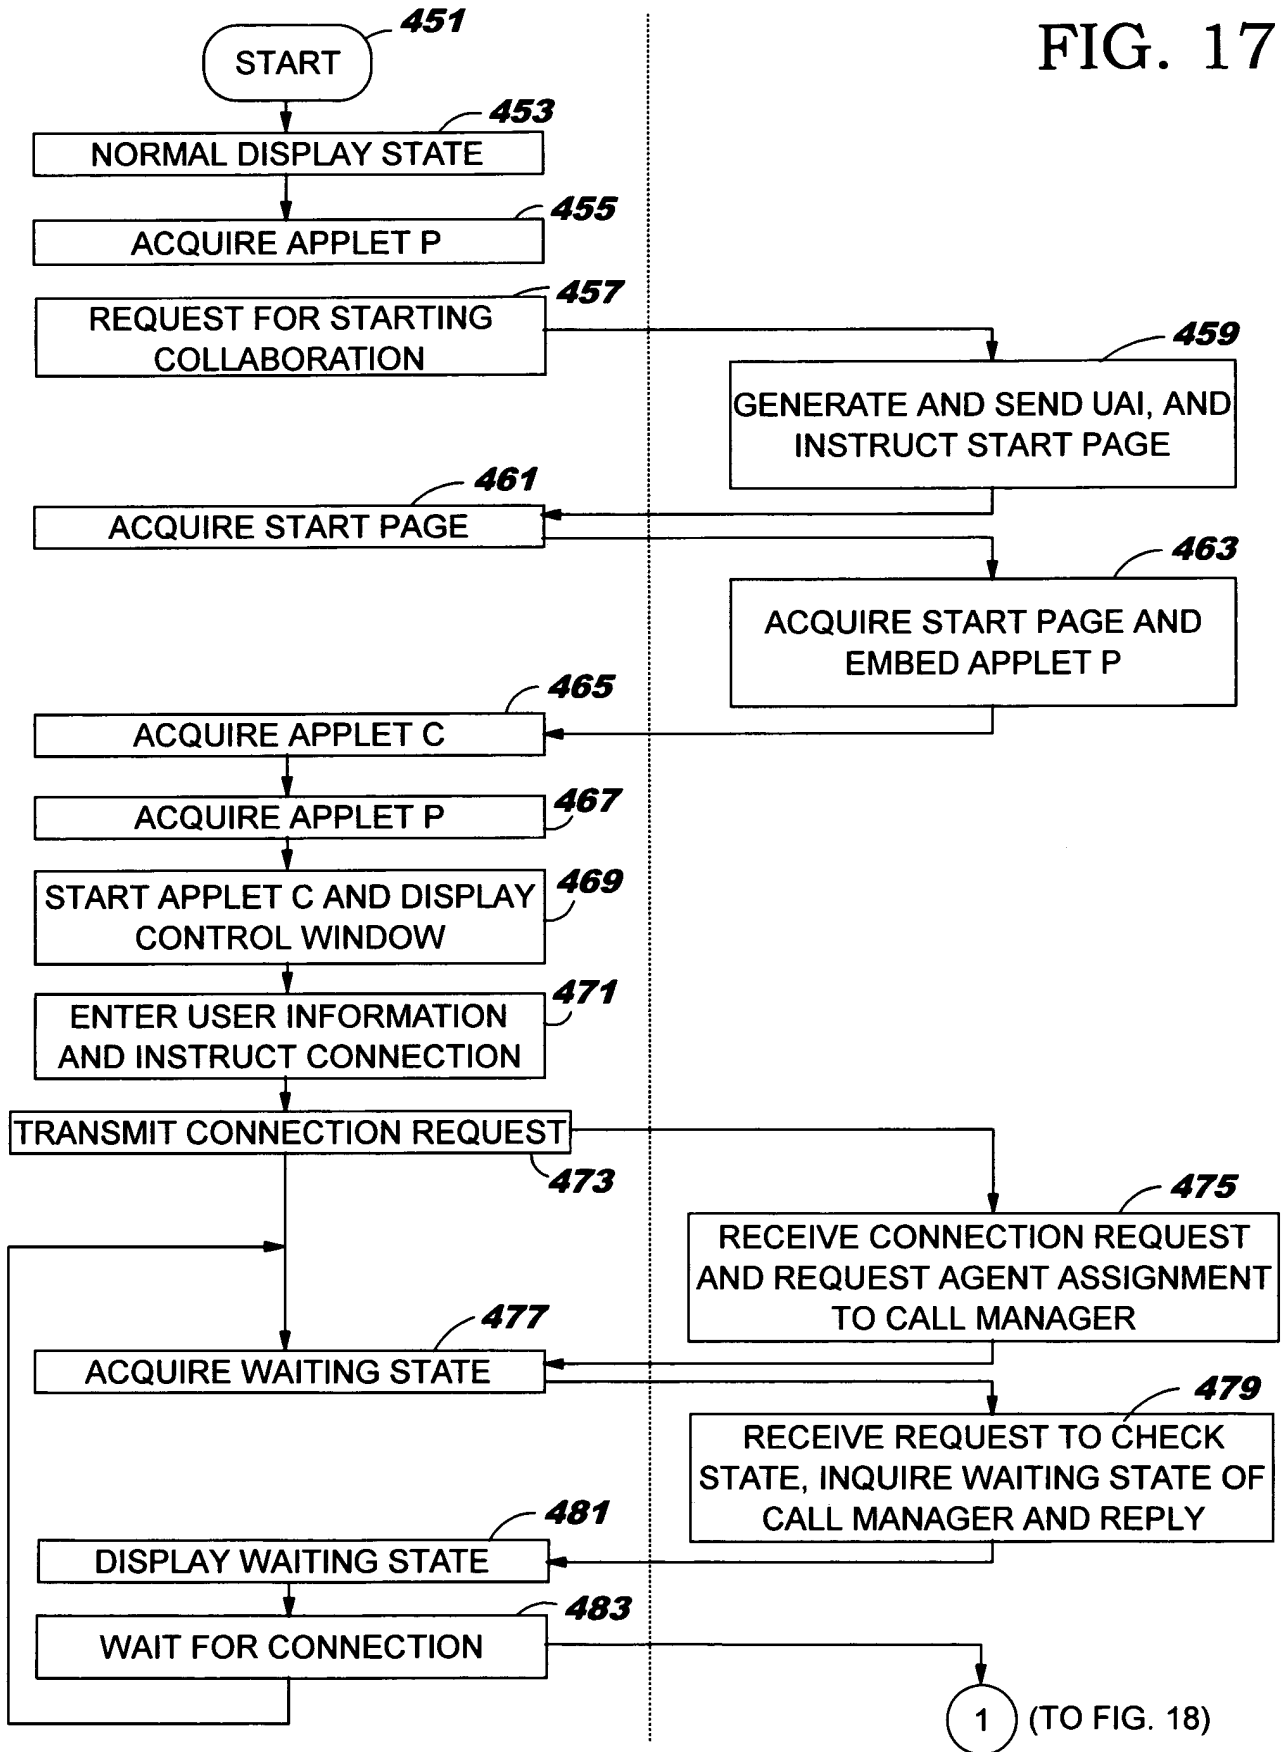 FIG. 17
451
START
453
NORMAL DISPLAY STATE
455
ACQUIRE APPLET P
457
REQUEST FOR STARTING
COLLABORATION
459
GENERATE AND SEND UAI, AND
INSTRUCT START PAGE
461
ACQUIRE START PAGE
463
ACQUIRE START PAGE AND
EMBED APPLET P
465
ACQUIRE APPLET C
467
ACQUIRE APPLET P
469
START APPLET C AND DISPLAY
CONTROL WINDOW
471
ENTER USER INFORMATION
AND INSTRUCT CONNECTION
TRANSMIT CONNECTION REQUEST
473
475
RECEIVE CONNECTION REQUEST
AND REQUEST AGENT ASSIGNMENT
TO CALL MANAGER
477
ACQUIRE WAITING STATE
479
RECEIVE REQUEST TO CHECK
STATE, INQUIRE WAITING STATE OF
CALL MANAGER AND REPLY
481
DISPLAY WAITING STATE
483
WAIT FOR CONNECTION
1 (TO FIG. 18)